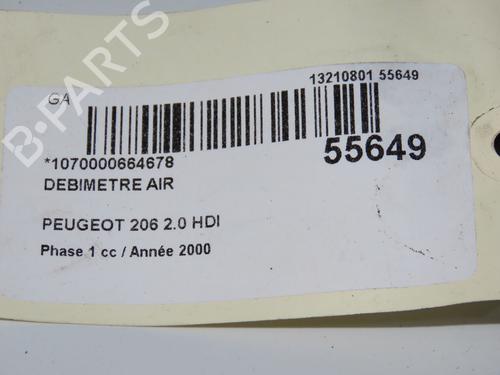 13210801 55649
GA
*1070000664678
55649
DEBIMETRE AIR
PEUGEOT 206 2.0 HDI
Phase 1 cc / Année 2000
B-PARTS